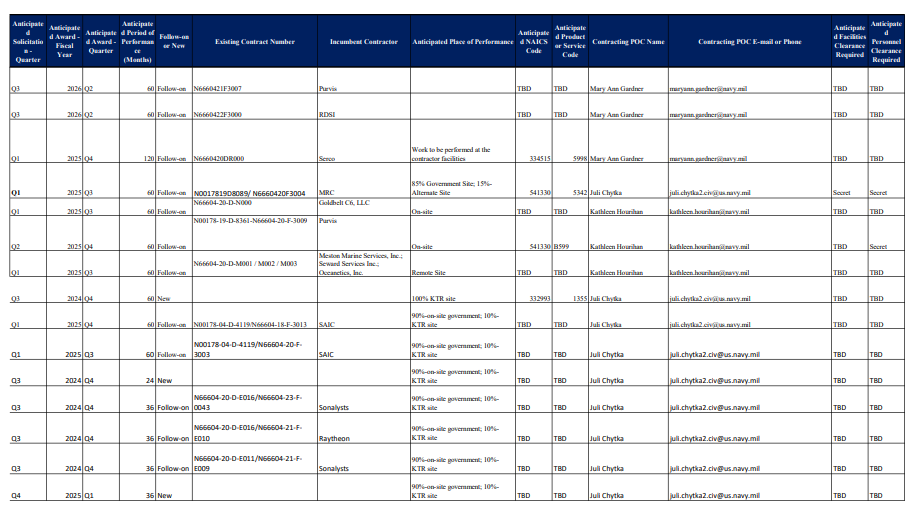 Anticipate d Solicitatio n - Quarter | Anticipate d Award - Fiscal Year | Anticipate d Award - Quarter | Anticipate d Period of Performan e (Months) | Follow-on or New | Existing Contract Number | Incumbent Contractor | Anticipated Place of Performance | Anticipate d NAICS Code | Anticipate d Product or Service Code | Contracting POC Name | Contracting POC E-mail or Phone | Anticipate d Facilities Clearance Required | Anticipate d Personnel Clearance Required
Q3 | 2026 | Q2 | 60 | Follow-on | N6660421F3007 | Purvis | | TBD | TBD | Mary Ann Gardner | maryann.gardner@navy.mil | TBD | TBD
Q3 | 2026 | Q2 | 60 | Follow-on | N6660422F3000 | RDSI | | TBD | TBD | Mary Ann Gardner | maryann.gardner@navy.mil | TBD | TBD
Q1 | 2025 | Q4 | 120 | Follow-on | N6660420DR000 | Serco | Work to be performed at the contractor facilities | 334515 | 5998 | Mary Ann Gardner | maryann.gardner@navy.mil | TBD | TBD
Q1 | 2025 | Q3 | 60 | Follow-on | N0017819D8089/ N6660420F3004 | MRC | 85% Government Site; 15%- Alternate Site | 541330 | 5342 | Juli Chytka | juli.chytka2.civ@us.navy.mil | Secret | Secret
Q1 | 2025 | Q3 | 60 | Follow-on | N66604-20-D-N000 | Goldbelt C6, LLC | On-site | TBD | TBD | Kathleen Hourihan | kathleen.hourihan@navy.mil | TBD | TBD
Q2 | 2025 | Q4 | 60 | Follow-on | N00178-19-D-8361-N66604-20-F-3009 | Purvis | On-site | 541330 | B599 | Kathleen Hourihan | kathleen.hourihan@navy.mil | TBD | Secret
Q1 | 2025 | Q3 | 60 | Follow-on | N66604-20-D-M001 / M002 / M003 | Meston Marine Services, Inc.; Seward Services Inc.; Oceanetics, Inc. | Remote Site | TBD | TBD | Kathleen Hourihan | kathleen.hourihan@navy.mil | TBD | TBD
Q3 | 2024 | Q4 | 60 | New | | | 100% KTR site | 332993 | 1355 | Juli Chytka | juli.chytka2.civ@us.navy.mil | TBD | TBD
Q1 | 2025 | Q4 | 60 | Follow-on | N00178-04-D-4119/N66604-18-F-3013 | SAIC | 90%-on-site government; 10%- KTR site | TBD | TBD | Juli Chytka | juli.chytka2.civ@us.navy.mil | TBD | TBD
Q1 | 2025 | Q3 | 60 | Follow-on | N00178-04-D-4119/N66604-20-F- 3003 | SAIC | 90%-on-site government; 10%- KTR site | TBD | TBD | Juli Chytka | juli.chytka2.civ@us.navy.mil | TBD | TBD
Q3 | 2024 | Q4 | 24 | New | | | 90%-on-site government; 10%- KTR site | TBD | TBD | Juli Chytka | juli.chytka2.civ@us.navy.mil | TBD | TBD
Q3 | 2024 | Q4 | 36 | Follow-on | N66604-20-D-E016/N66604-23-F- 0043 | Sonalysts | 90%-on-site government; 10%- KTR site | TBD | TBD | Juli Chytka | juli.chytka2.civ@us.navy.mil | TBD | TBD
Q3 | 2024 | Q4 | 36 | Follow-on | N66604-20-D-E016/N66604-21-F- E010 | Raytheon | 90%-on-site government; 10%- KTR site | TBD | TBD | Juli Chytka | juli.chytka2.civ@us.navy.mil | TBD | TBD
Q3 | 2024 | Q4 | 36 | Follow-on | N66604-20-D-E011/N66604-21-F- E009 | Sonalysts | 90%-on-site government; 10%- KTR site | TBD | TBD | Juli Chytka | juli.chytka2.civ@us.navy.mil | TBD | TBD
Q4 | 2025 | Q1 | 36 | New | | | 90%-on-site government; 10%- KTR site | TBD | TBD | Juli Chytka | juli.chytka2.civ@us.navy.mil | TBD | TBD